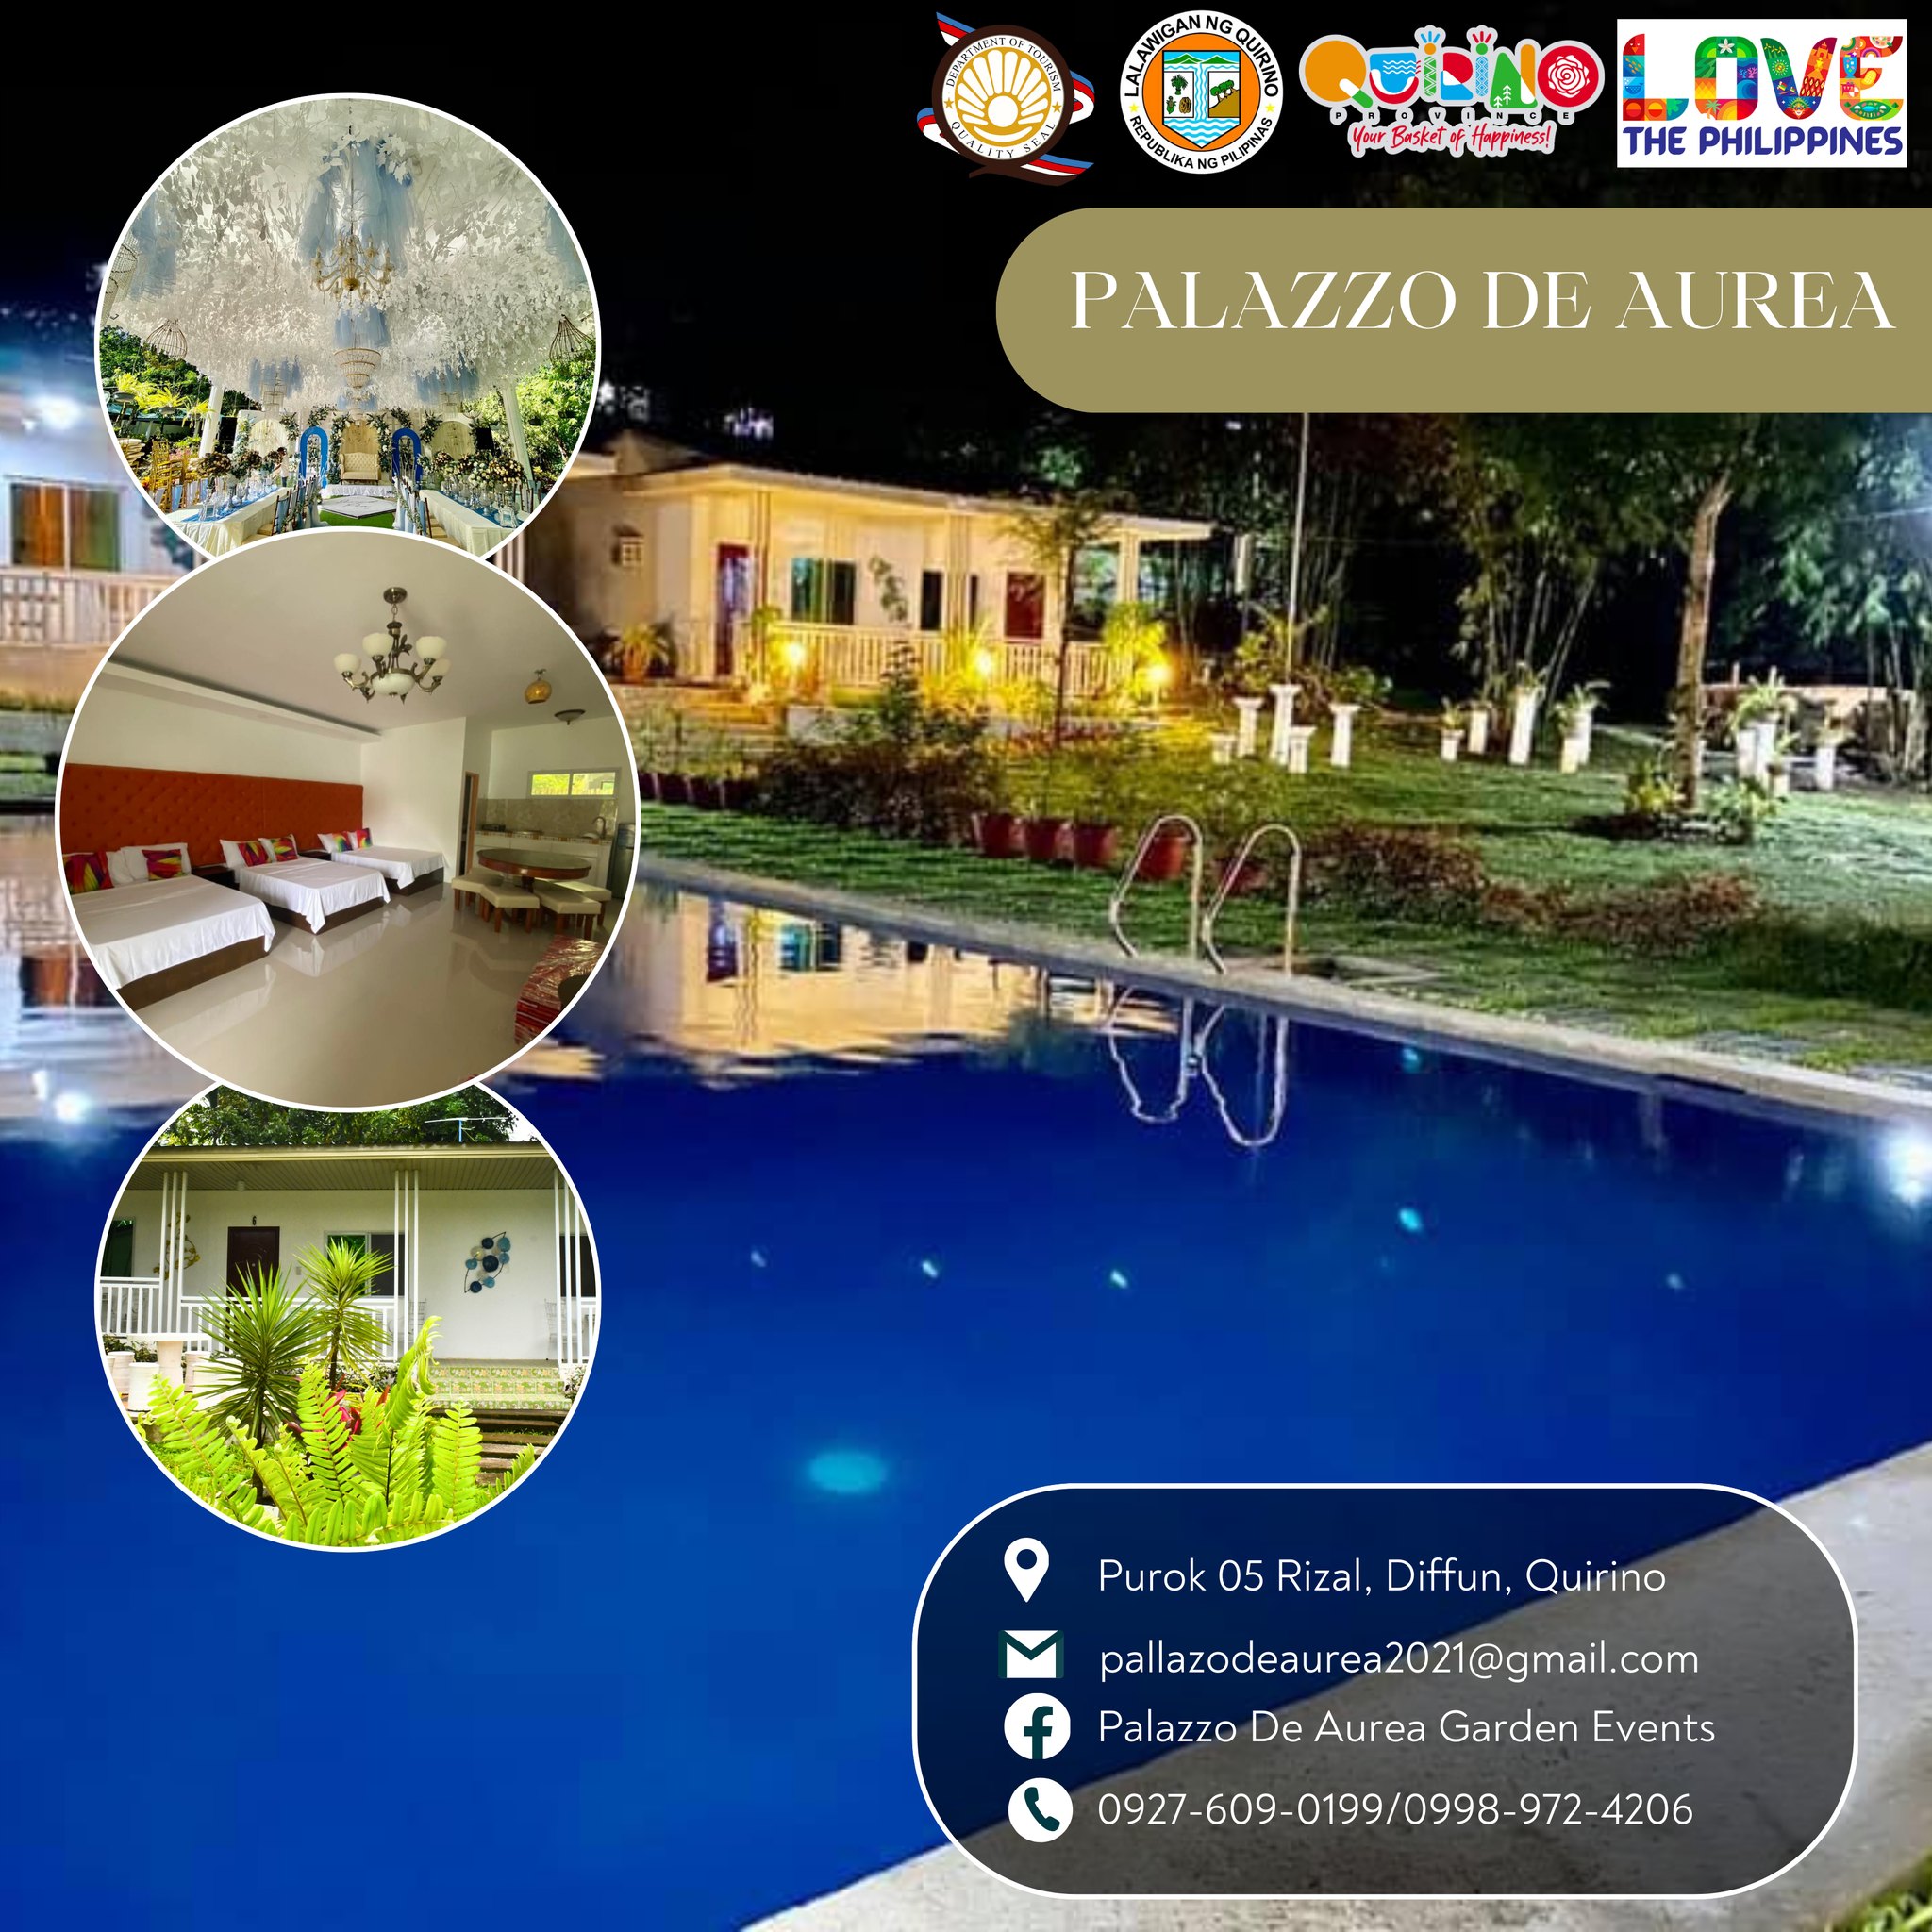 DEPARTMENT OF TOURISM
QUALITY SEAL
LALAWIGAN NG QUIRINO
REPUBLIKA NG PILIPINAS
QUIRINO
PROVINCE
Your Basket of Happiness!
LOVE
THE PHILIPPINES
PALAZZO DE AUREA
6
Purok 05 Rizal, Diffun, Quirino
pallazodeaurea2021@gmail.com
Palazzo De Aurea Garden Events
0927-609-0199/0998-972-4206